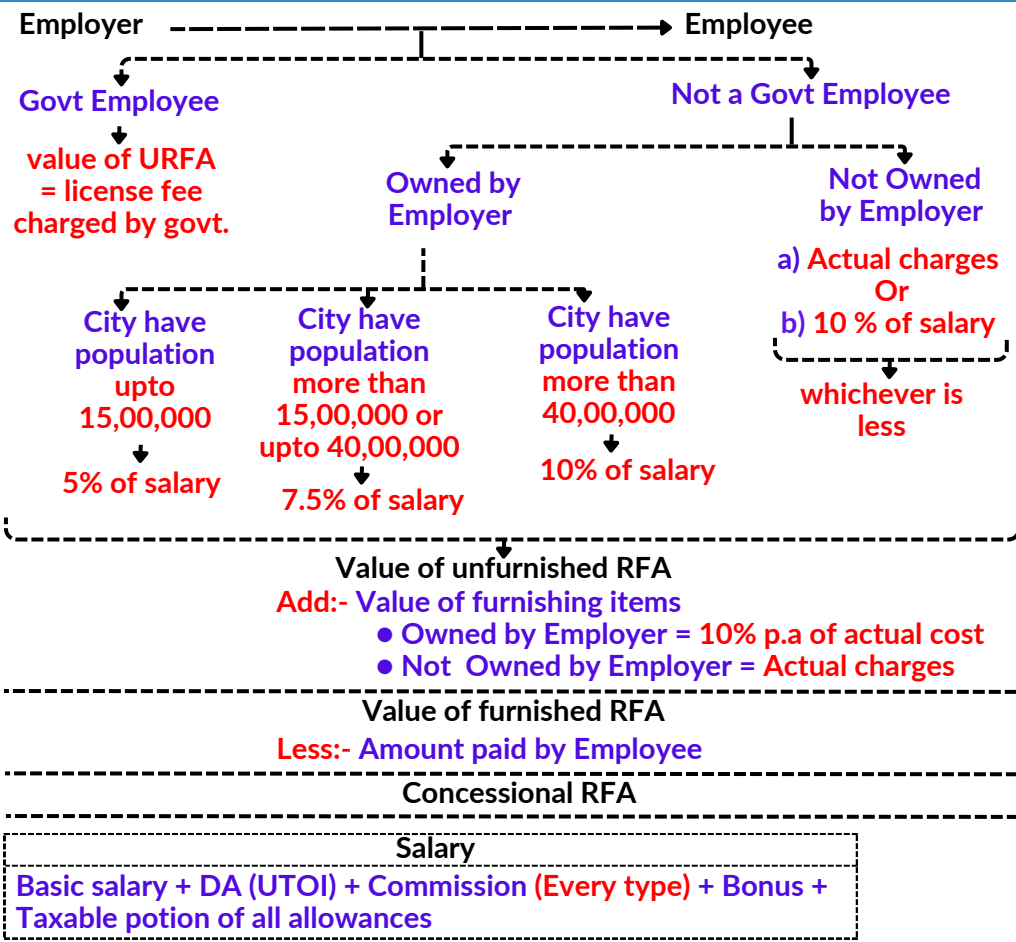 Employer
Employee
Govt Employee
value of URFA
= license fee
charged by govt.
Not a Govt Employee
Owned by
Employer
Not Owned
by Employer
a) Actual charges
Or
b) 10 % of salary
whichever is
less
City have
population
upto
15,00,000
5% of salary
City have
population
more than
15,00,000 or
upto 40,00,000
7.5% of salary
City have
population
more than
40,00,000
10% of salary
Value of unfurnished RFA
Add:- Value of furnishing items
● Owned by Employer = 10% p.a of actual cost
● Not Owned by Employer = Actual charges
Value of furnished RFA
Less:- Amount paid by Employee
Concessional RFA
Salary
Basic salary + DA (UTOI) + Commission (Every type) + Bonus +
Taxable potion of all allowances